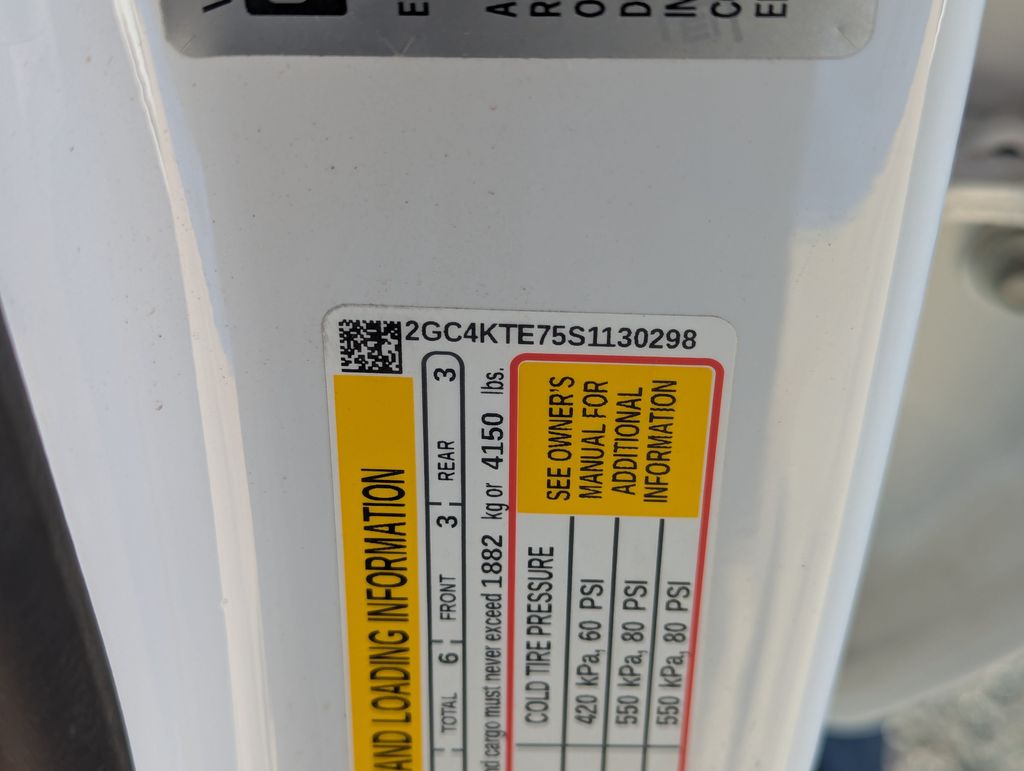 2GC4KTE75S1130298
AND LOADING INFORMATION
TOTAL 6 FRONT 3 REAR 3
cargo must never exceed 1882 kg or 4150 lbs.
COLD TIRE PRESSURE
420 kPa, 60 PSI
550 kPa, 80 PSI
550 kPa, 80 PSI
SEE OWNER'S
MANUAL FOR
ADDITIONAL
INFORMATION